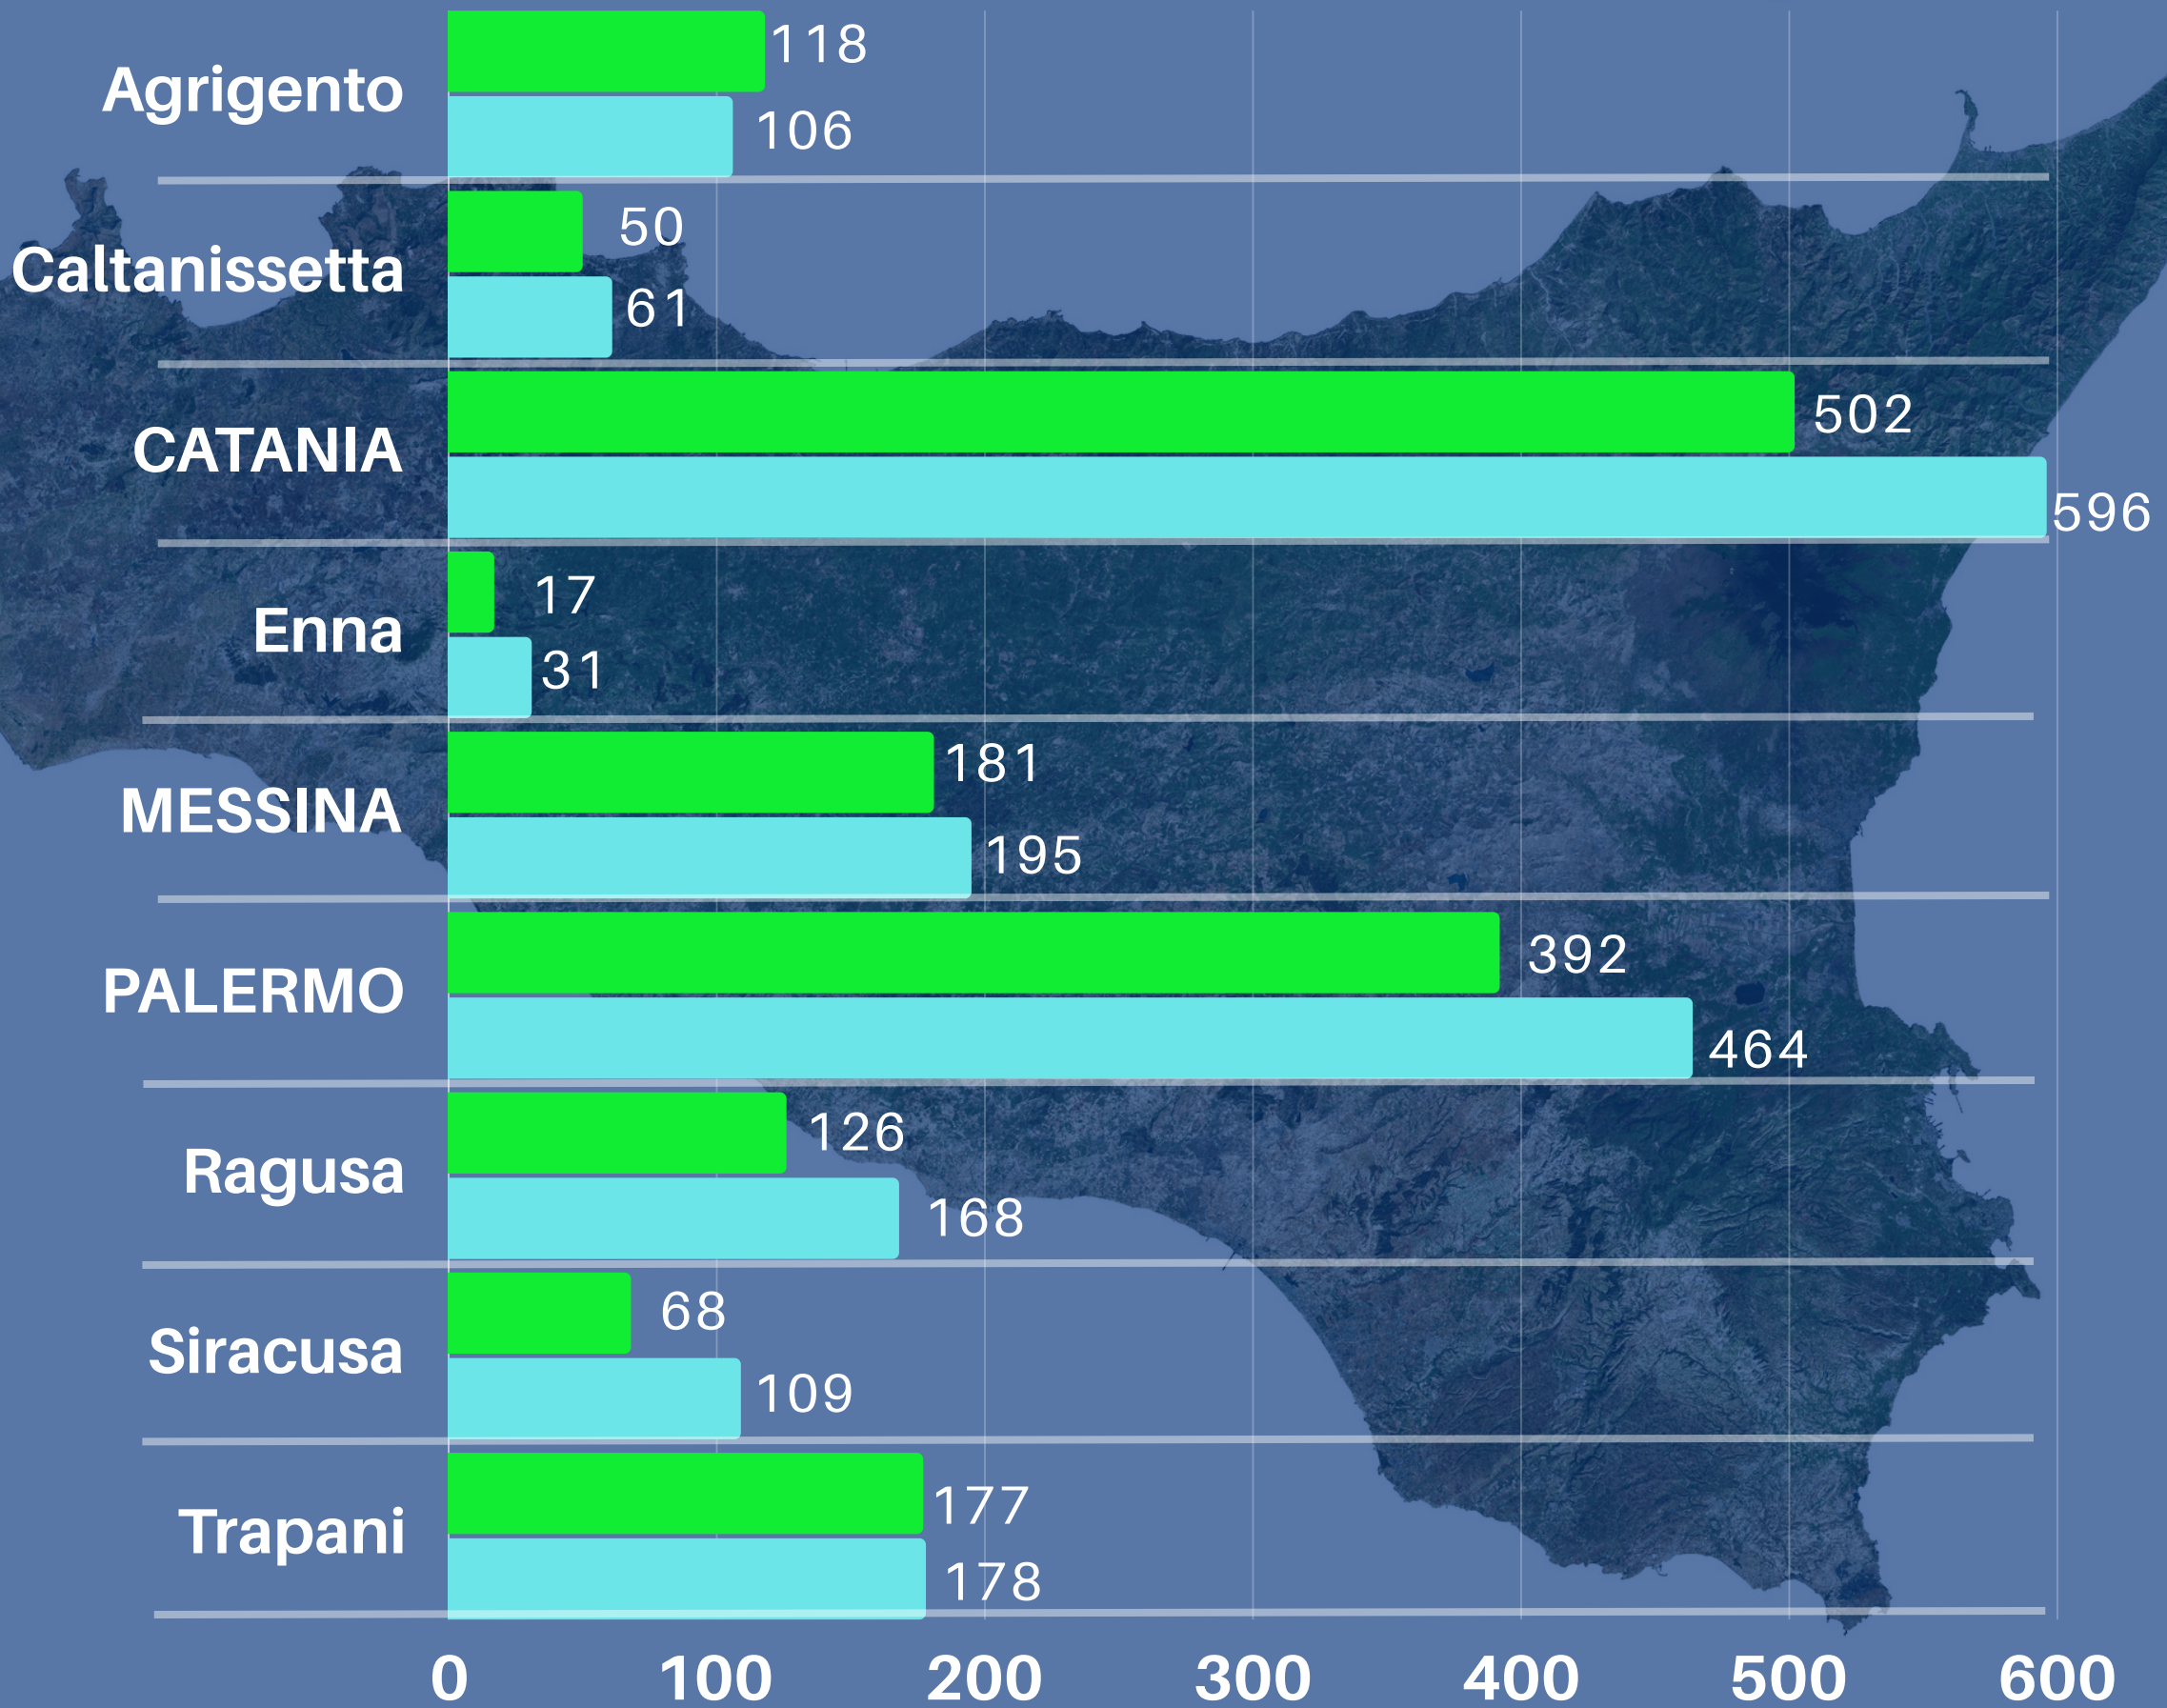 118
Agrigento
106
50
Caltanissetta
61
502
CATANIA
596
17
Enna
31
181
MESSINA
195
392
PALERMO
464
126
Ragusa
168
68
Siracusa
109
177
Trapani
178
0 100 200 300 400 500 600